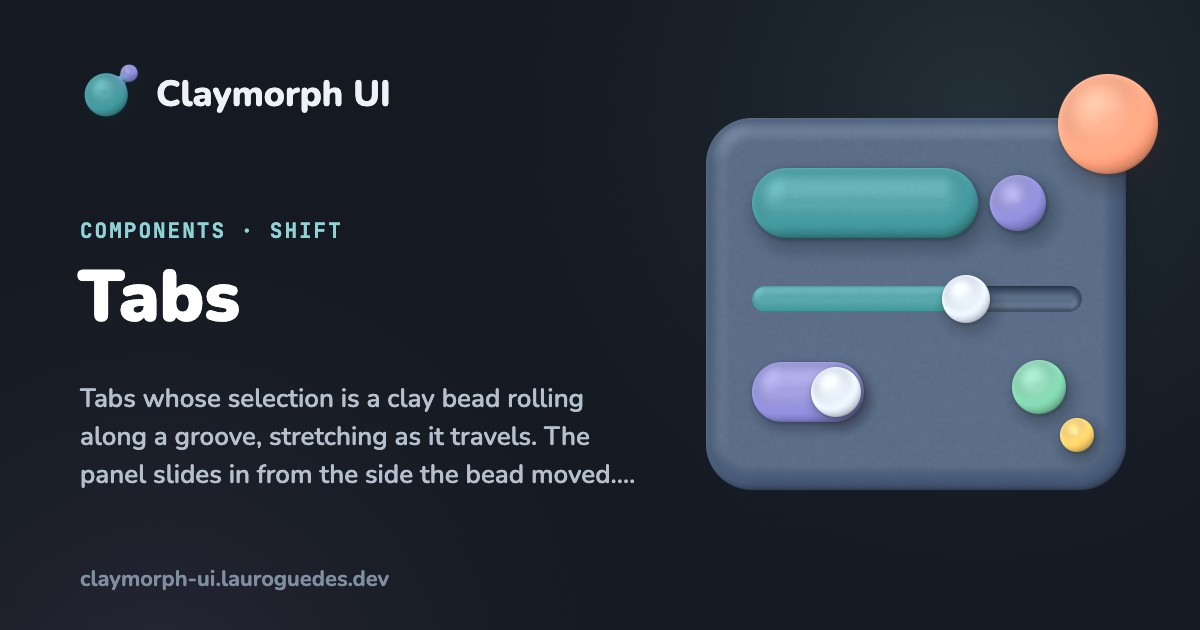 Claymorph UI
COMPONENTS · SHIFT
Tabs
Tabs whose selection is a clay bead rolling
along a groove, stretching as it travels. The
panel slides in from the side the bead moved....
claymorph-ui.lauroguedes.dev